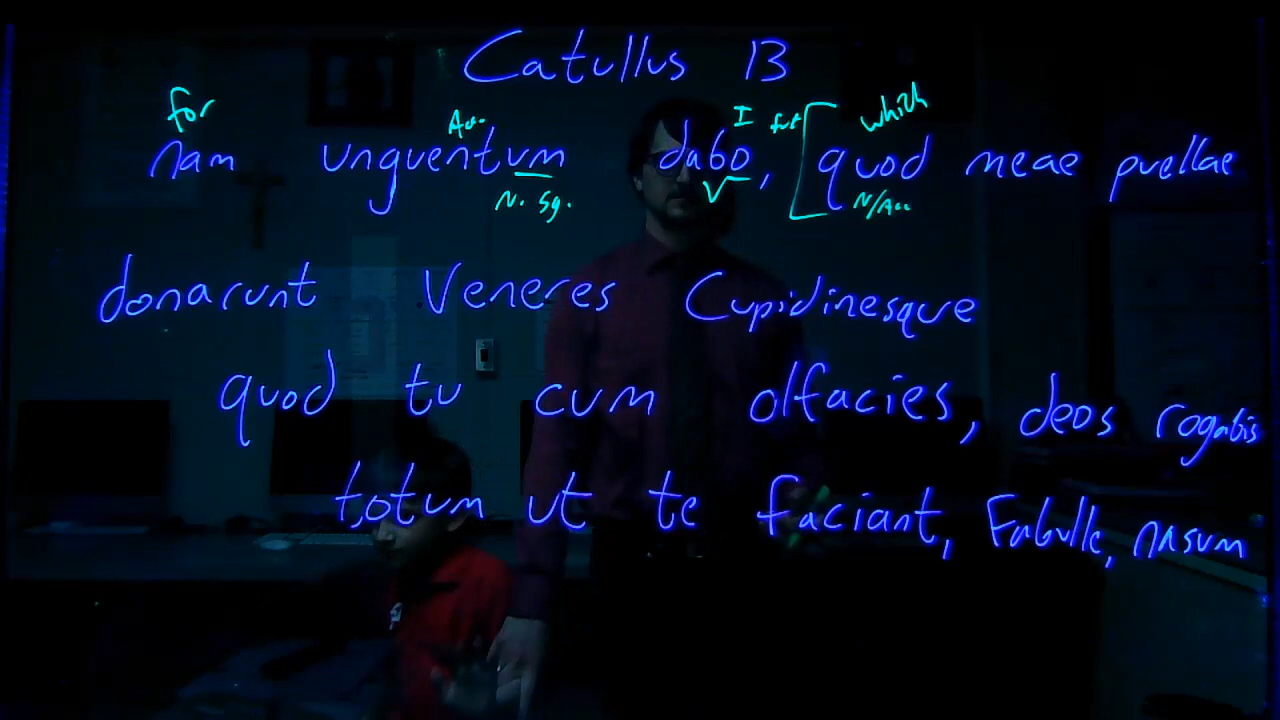 Catullus 13
for Acc. I fut which
nam unguentum dabo, [quod meae puellae
N. Sg. V N/Acc
donarunt Veneres Cupidinesque
quod tu cum olfacies, deos rogabis
totum ut te faciant, Fabulle, nasum